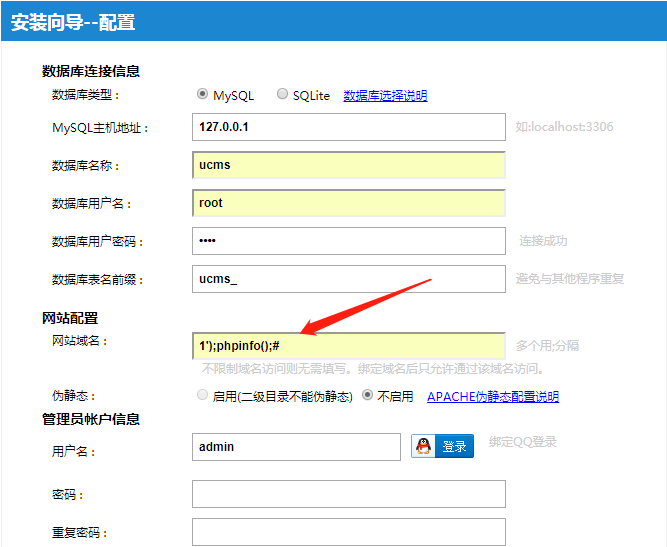 安装向导--配置
数据库连接信息
数据库类型： MySQL SQLite 数据库选择说明
MySQL主机地址： 127.0.0.1 如:localhost:3306
数据库名称： ucms
数据库用户名： root
数据库用户密码： •••• 连接成功
数据库表名前缀： ucms_ 避免与其他程序重复
网站配置
网站域名： 1');phpinfo();# 多个用;分隔
不限制域名访问则无需填写。绑定域名后只允许通过该域名访问。
伪静态： 启用(二级目录不能伪静态) 不启用 APACHE伪静态配置说明
管理员帐户信息
用户名： admin 登录 绑定QQ登录
密码：
重复密码：